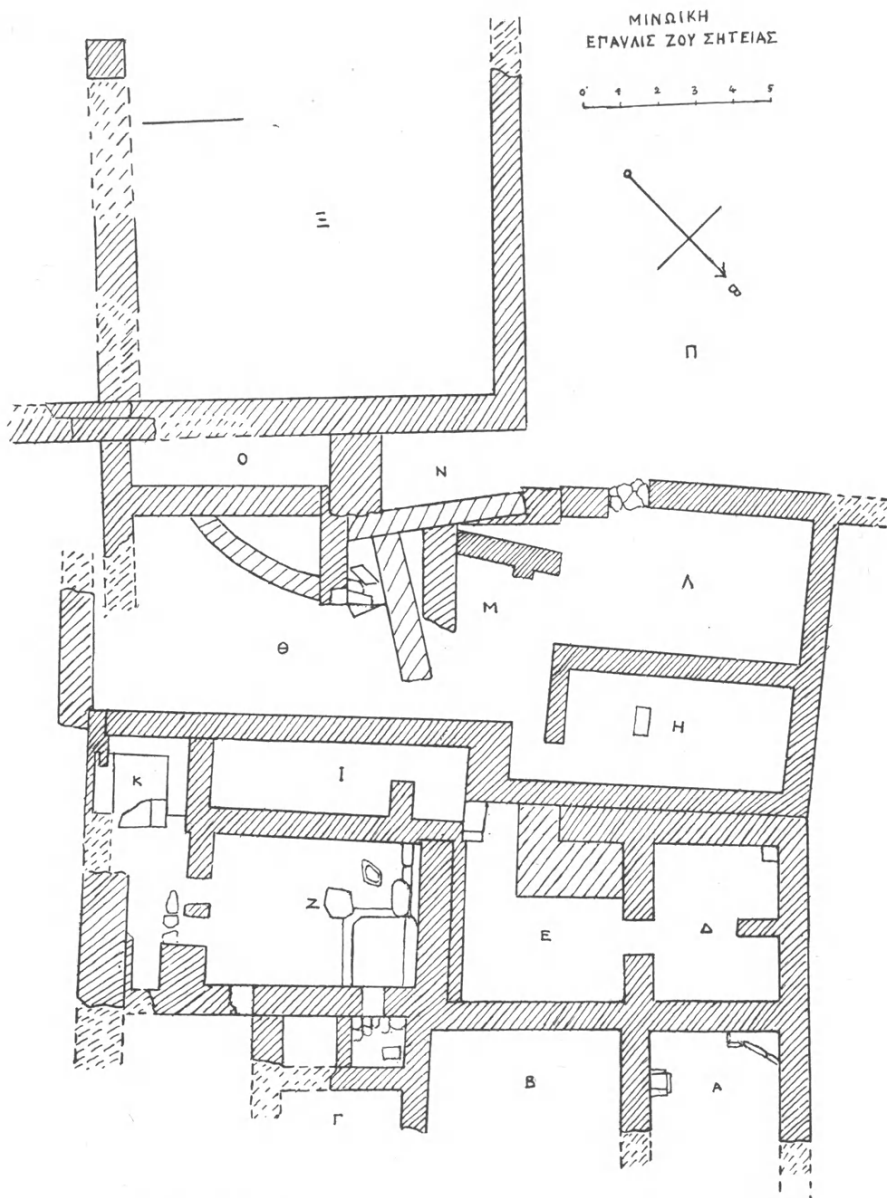 ΜΙΝΩΙΚΗ
ΕΠΑΥΛΙΣ ΖΟΥ ΣΗΤΕΙΑΣ
0 1 2 3 4 5
Ξ
Β
Π
Ο
Ν
Λ
Μ
Θ
Η
Ι
Κ
Ζ
Ε
Δ
Β
Α
Γ